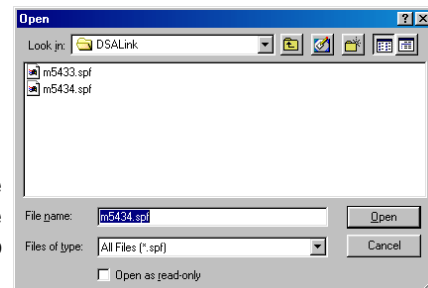 Open
Look in: DSALink
m5433.spf
m5434.spf
File name: m5434.spf Open
Files of type: All Files (*.spf) Cancel
Open as read-only